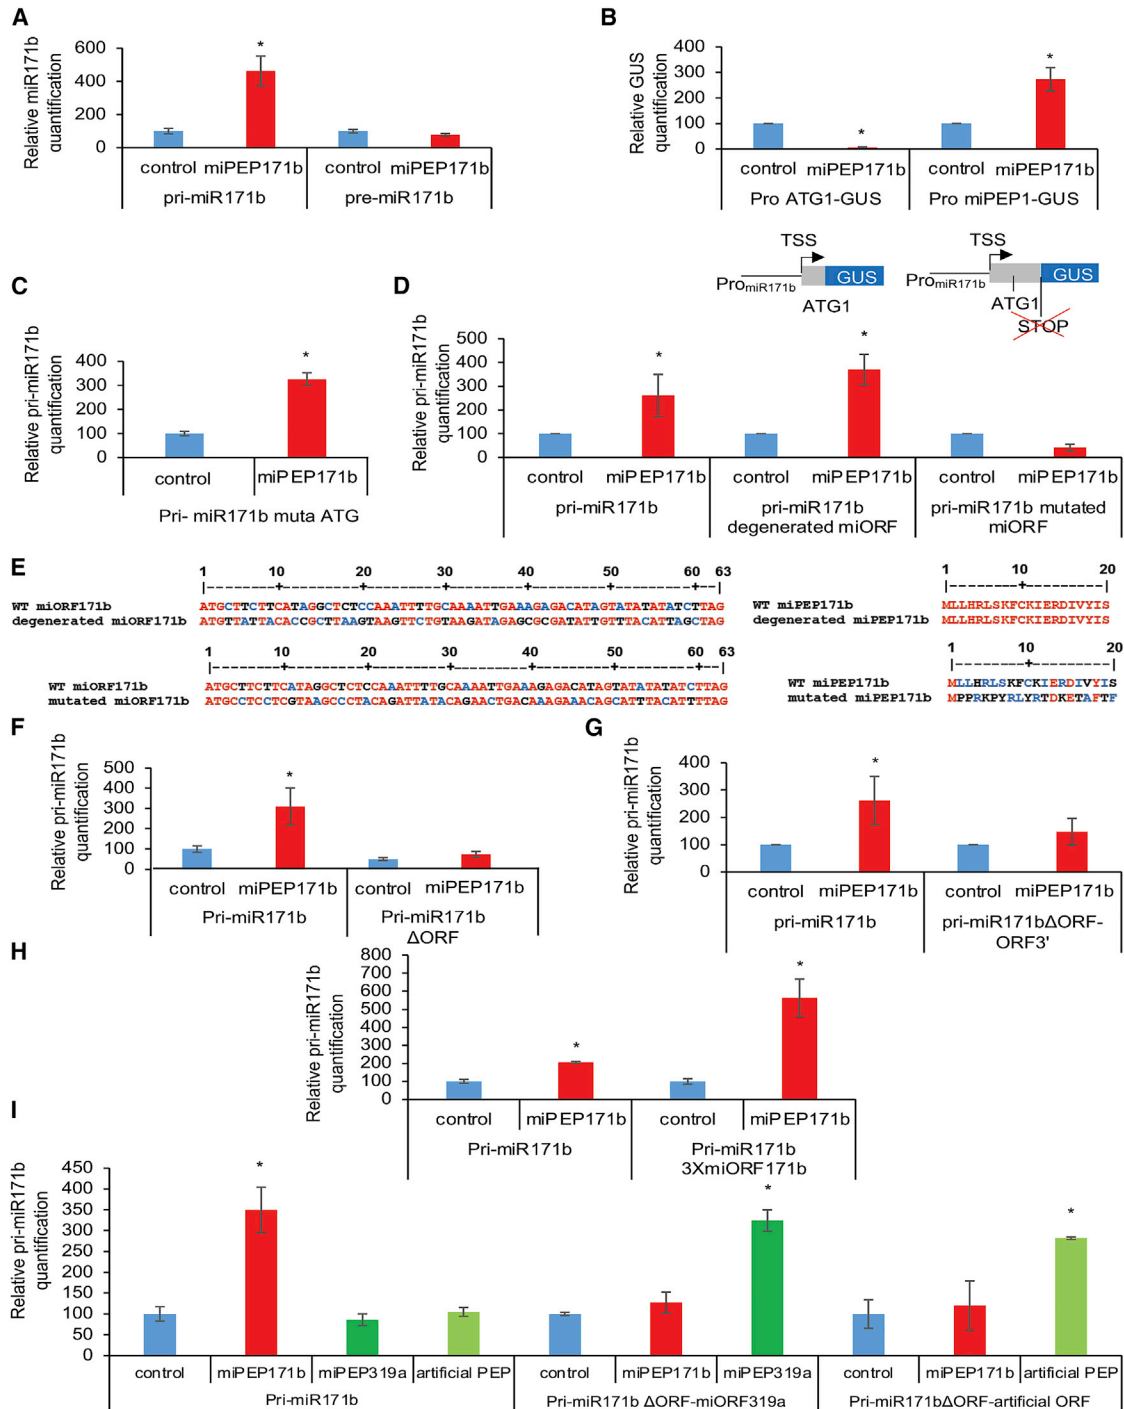 A
Relative miR171b quantification
600
400
200
0
*
control miPEP171b control miPEP171b
pri-miR171b pre-miR171b
B
Relative GUS quantification
400
300
200
100
0
*
*
control miPEP171b control miPEP171b
Pro ATG1-GUS Pro miPEP1-GUS
TSS
GUS
PromiR171b
ATG1
TSS
GUS
PromiR171b
ATG1
STOP
C
Relative pri-miR171b quantification
400
300
200
100
0
*
control miPEP171b
Pri- miR171b muta ATG
D
Relative pri-miR171b quantification
500
400
300
200
100
0
*
*
control miPEP171b control miPEP171b control miPEP171b
pri-miR171b pri-miR171b degenerated miORF pri-miR171b mutated miORF
E
1 10 20 30 40 50 60 63
WT miORF171b ATGCTTCTTCATAGGCTCTCCAAATTTTGCAAAATTGAAAGAGACATAGTATATATATCTTAG
degenerated miORF171b ATGTTATTACACCGCTTAAGTAAGTTCTGTAAGATAGAGCGCGATATTGTTTACATTAGCTAG
1 10 20 30 40 50 60 63
WT miORF171b ATGCTTCTTCATAGGCTCTCCAAATTTTGCAAAATTGAAAGAGACATAGTATATATATCTTAG
mutated miORF171b ATGCCTCCTCGTAAGCCCTACAGATTATACAGAACTGACAAAGAAACAGCATTTACATTTTAG
1 10 20
WT miPEP171b MLLHRLSKFCKIERDIVYIS
degenerated miPEP171b MLLHRLSKFCKIERDIVYIS
1 10 20
WT miPEP171b MLLHRLSKFCKIERDIVYIS
mutated miPEP171b MPPRKPYRLYRTDKETAFTF
F
Relative pri-miR171b quantification
500
400
300
200
100
0
*
control miPEP171b control miPEP171b
Pri-miR171b Pri-miR171b ΔORF
G
Relative pri-miR171b quantification
400
300
200
100
0
*
control miPEP171b control miPEP171b
pri-miR171b pri-miR171bΔORF-ORF3'
H
Relative pri-miR171b quantification
800
700
600
500
400
300
200
100
0
*
*
control miPEP171b control miPEP171b
Pri-miR171b Pri-miR171b 3XmiORF171b
I
Relative pri-miR171b quantification
450
400
350
300
250
200
150
100
50
0
*
*
*
control miPEP171b miPEP319a artificial PEP control miPEP171b miPEP319a control miPEP171b artificial PEP
Pri-miR171b Pri-miR171b ΔORF-miORF319a Pri-miR171bΔORF-artificial ORF